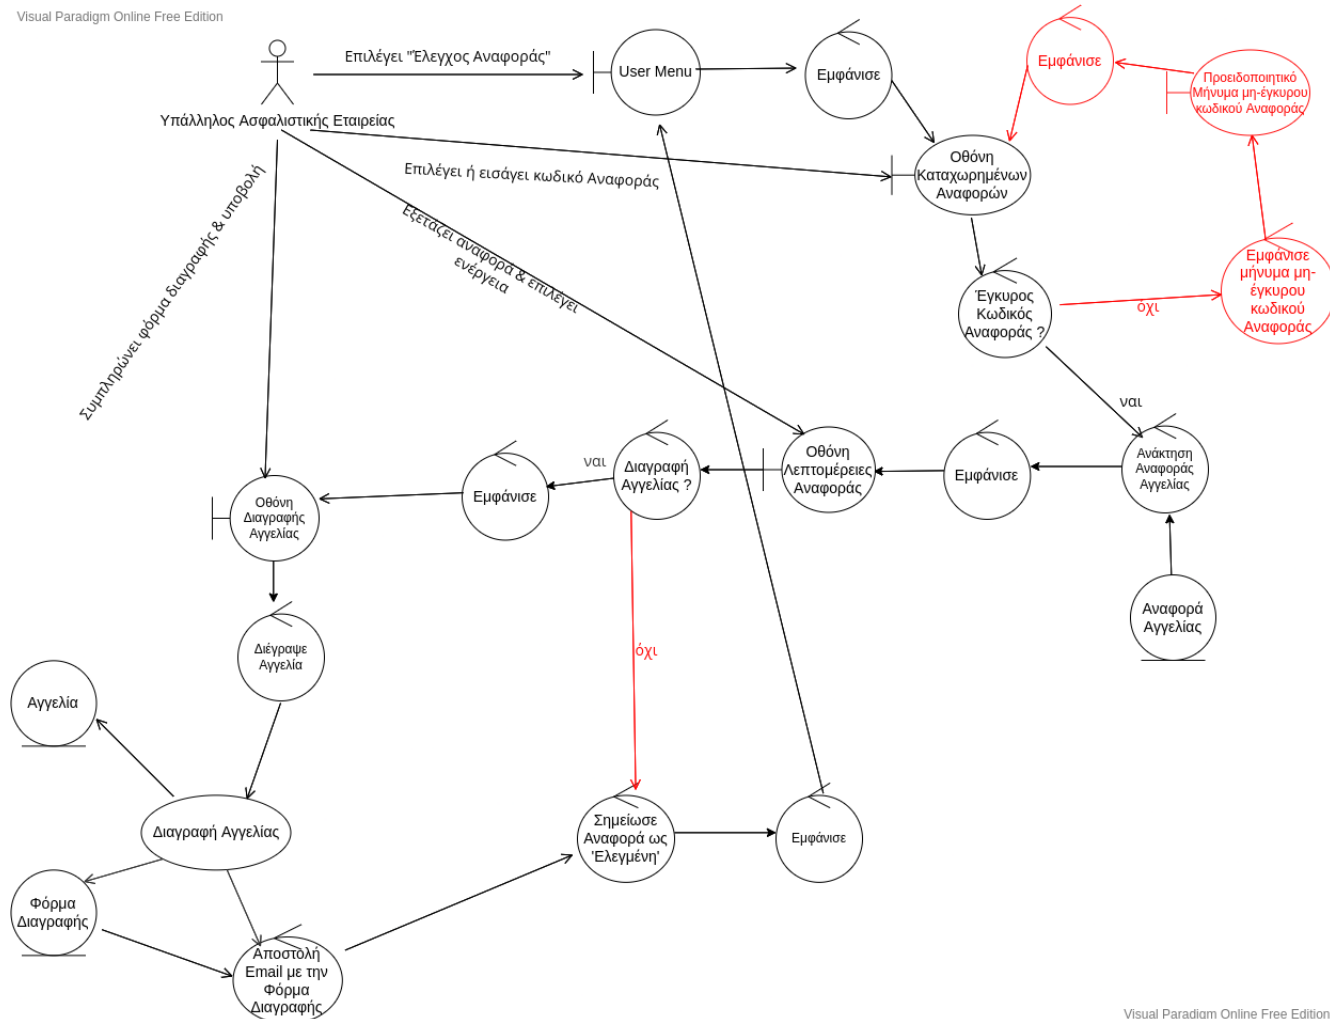 Visual Paradigm Online Free Edition
Επιλέγει "Έλεγχος Αναφοράς"
User Menu
Εμφάνισε
Εμφάνισε
Προειδοποιητικό
Μήνυμα μη-έγκυρου
κωδικού Αναφοράς
Υπάλληλος Ασφαλιστικής Εταιρείας
Επιλέγει ή εισάγει κωδικό Αναφοράς
Οθόνη
Καταχωρημένων
Αναφορών
Συμπληρώνει φόρμα διαγραφής & υποβολή
Εξετάζει αναφορά & επιλέγει
ενέργεια
Έγκυρος
Κωδικός
Αναφοράς ?
όχι
Εμφάνισε
μήνυμα μη-
έγκυρου
κωδικού
Αναφοράς
ναι
Ανάκτηση
Αναφοράς
Αγγελίας
Εμφάνισε
Οθόνη
Λεπτομέρειες
Αναφοράς
Διαγραφή
Αγγελίας ?
ναι
Εμφάνισε
Οθόνη
Διαγραφής
Αγγελίας
Αναφορά
Αγγελίας
όχι
Διέγραψε
Αγγελία
Αγγελία
Διαγραφή Αγγελίας
Σημείωσε
Αναφορά ως
'Ελεγμένη'
Εμφάνισε
Φόρμα
Διαγραφής
Αποστολή
Email με την
Φόρμα
Διαγραφής
Visual Paradigm Online Free Edition